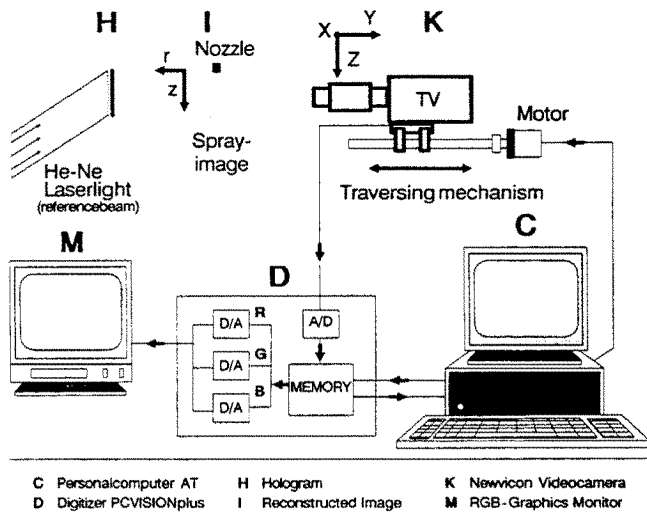 H I K
X Y
Z
r
z
Nozzle
TV
Motor
Spray-
image
He-Ne
Laserlight
(referencebeam)
Traversing mechanism
M
C
D
D/A R
A/D
D/A G
MEMORY
D/A B
C Personalcomputer AT H Hologram K Newvicon Videocamera
D Digitizer PCVISIONplus I Reconstructed Image M RGB-Graphics Monitor